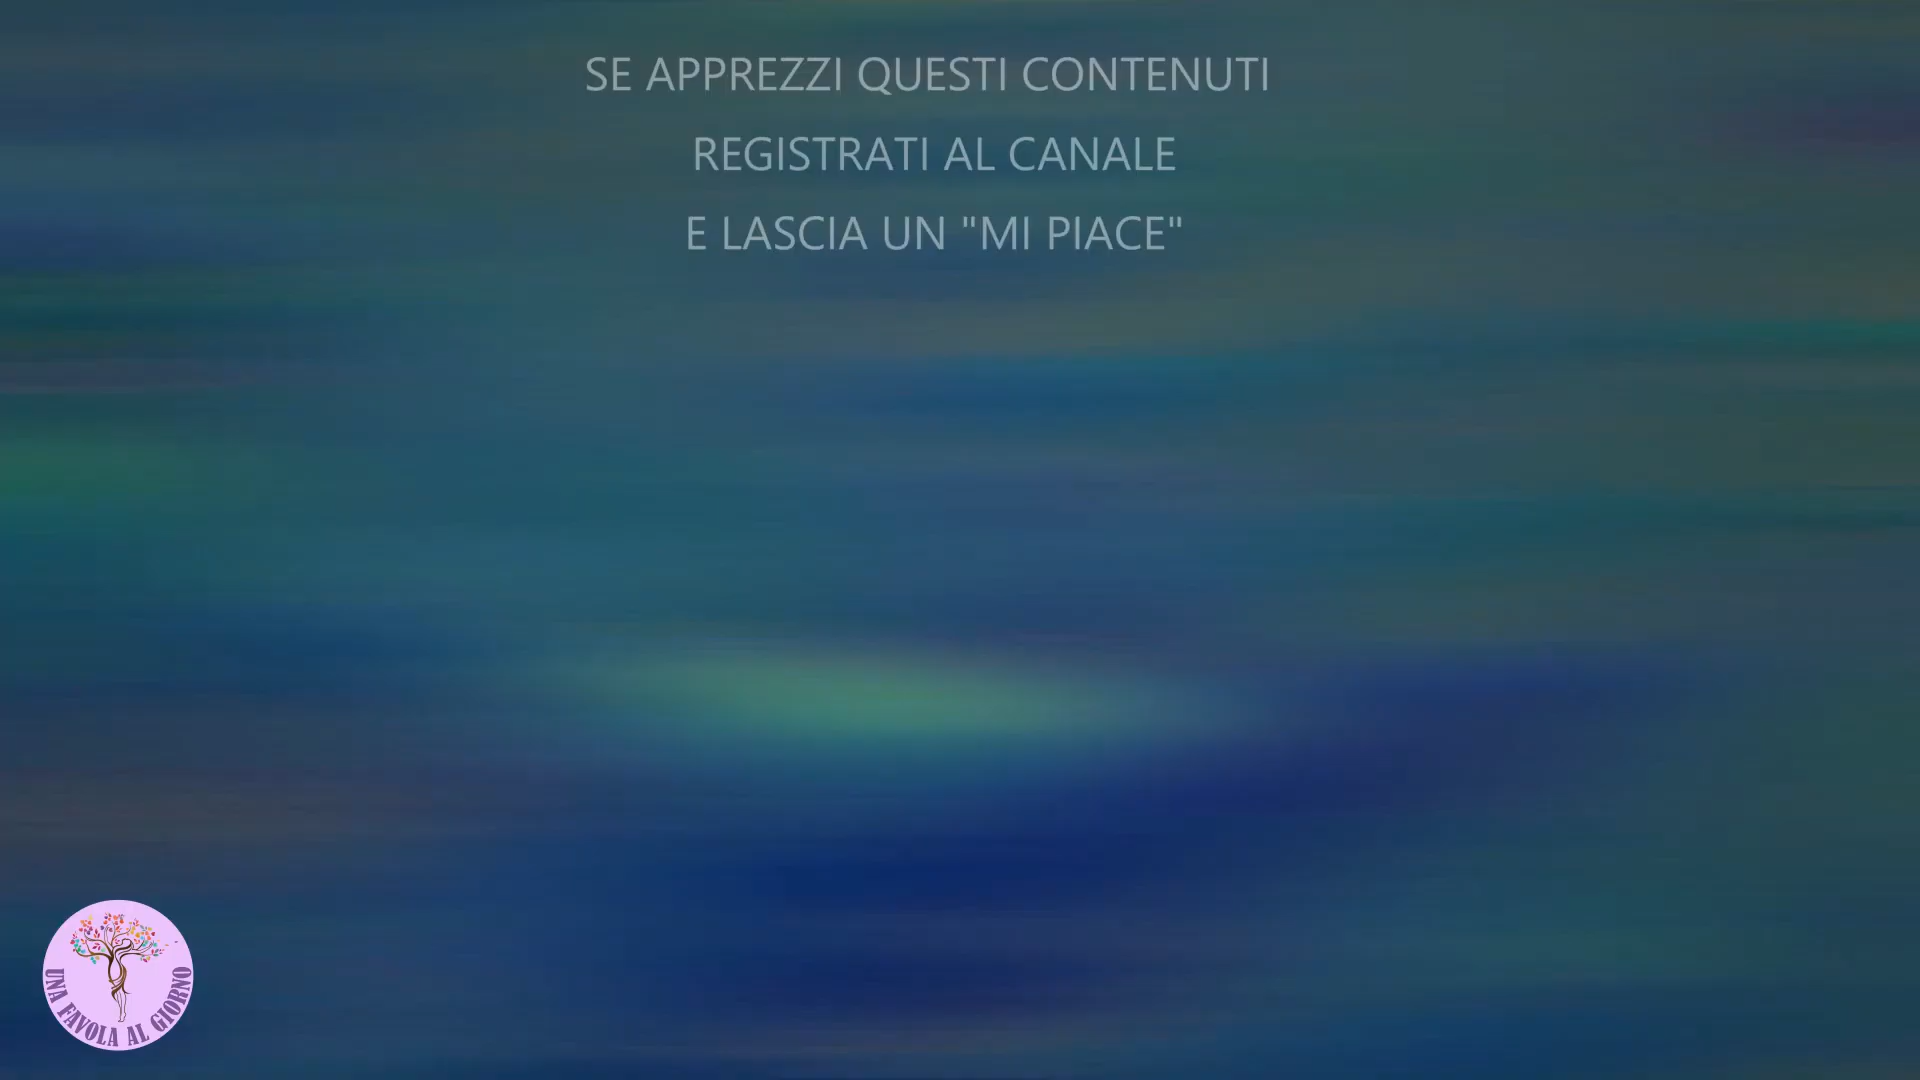 SE APPREZZI QUESTI CONTENUTI
REGISTRATI AL CANALE
E LASCIA UN "MI PIACE"
UNA FAVOLA AL GIORNO